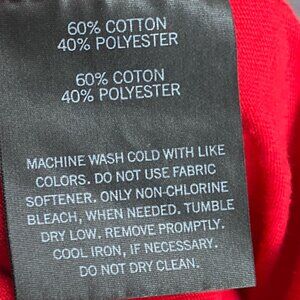 60% COTTON
40% POLYESTER
60% COTON
40% POLYESTER
MACHINE WASH COLD WITH LIKE
COLORS. DO NOT USE FABRIC
SOFTENER. ONLY NON-CHLORINE
BLEACH, WHEN NEEDED. TUMBLE
DRY LOW. REMOVE PROMPTLY.
COOL IRON, IF NECESSARY.
DO NOT DRY CLEAN.